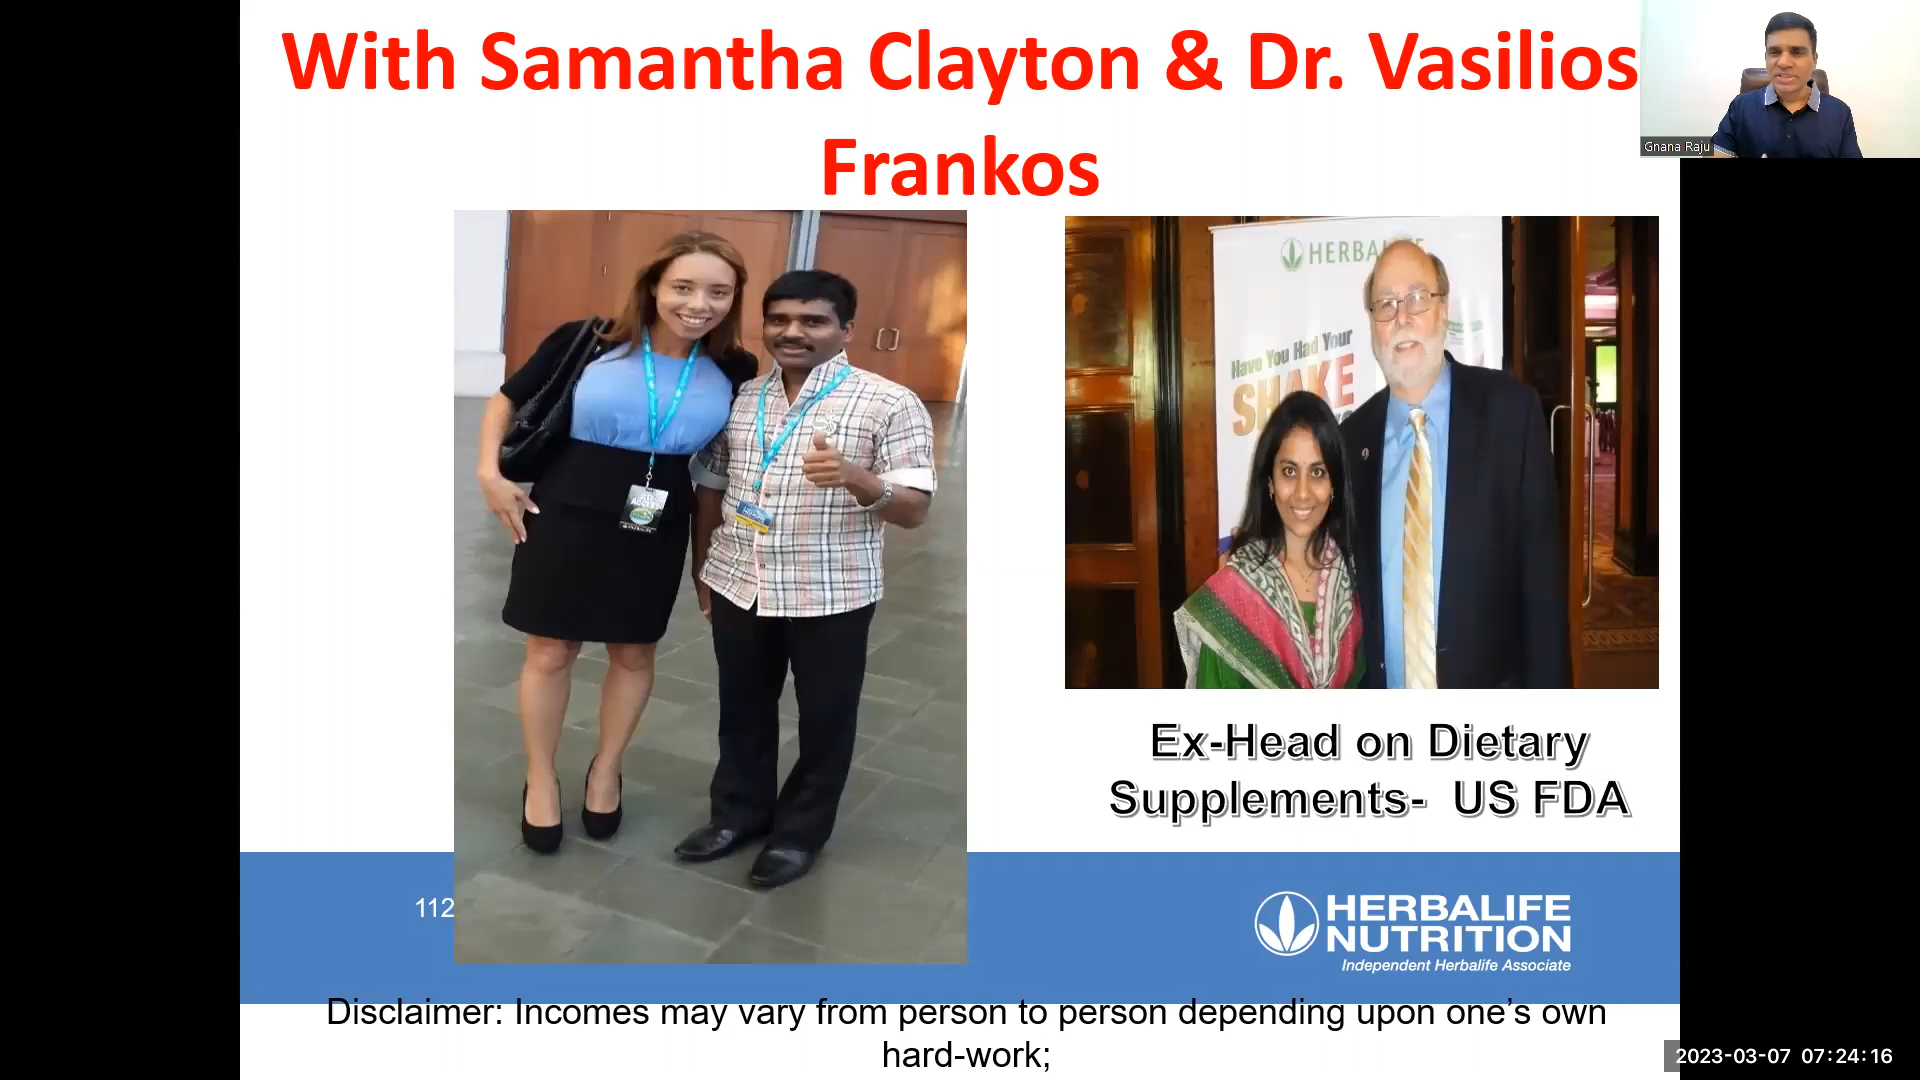 With Samantha Clayton & Dr. Vasilios
Frankos
Gnana Raju
HERBALIFE
Have You Had Your
SHAKE
Ex-Head on Dietary
Supplements- US FDA
112
HERBALIFE
NUTRITION
Independent Herbalife Associate
Disclaimer: Incomes may vary from person to person depending upon one’s own
hard-work;
2023-03-07 07:24:16